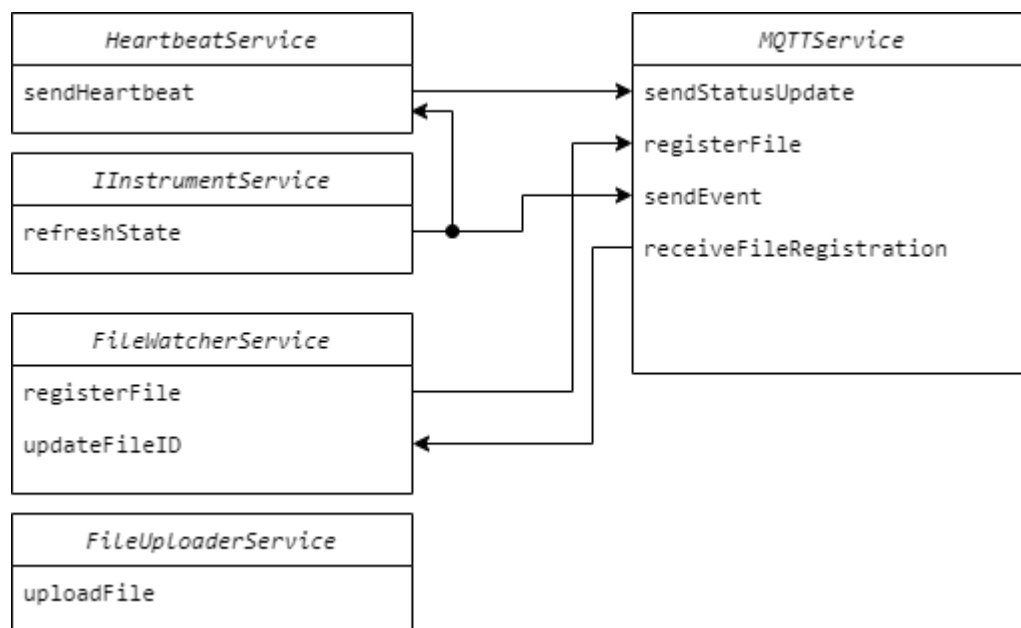 HeartbeatService
sendHeartbeat
IInstrumentService
refreshState
FileWatcherService
registerFile
updateFileID
FileUploaderService
uploadFile
MQTTService
sendStatusUpdate
registerFile
sendEvent
receiveFileRegistration